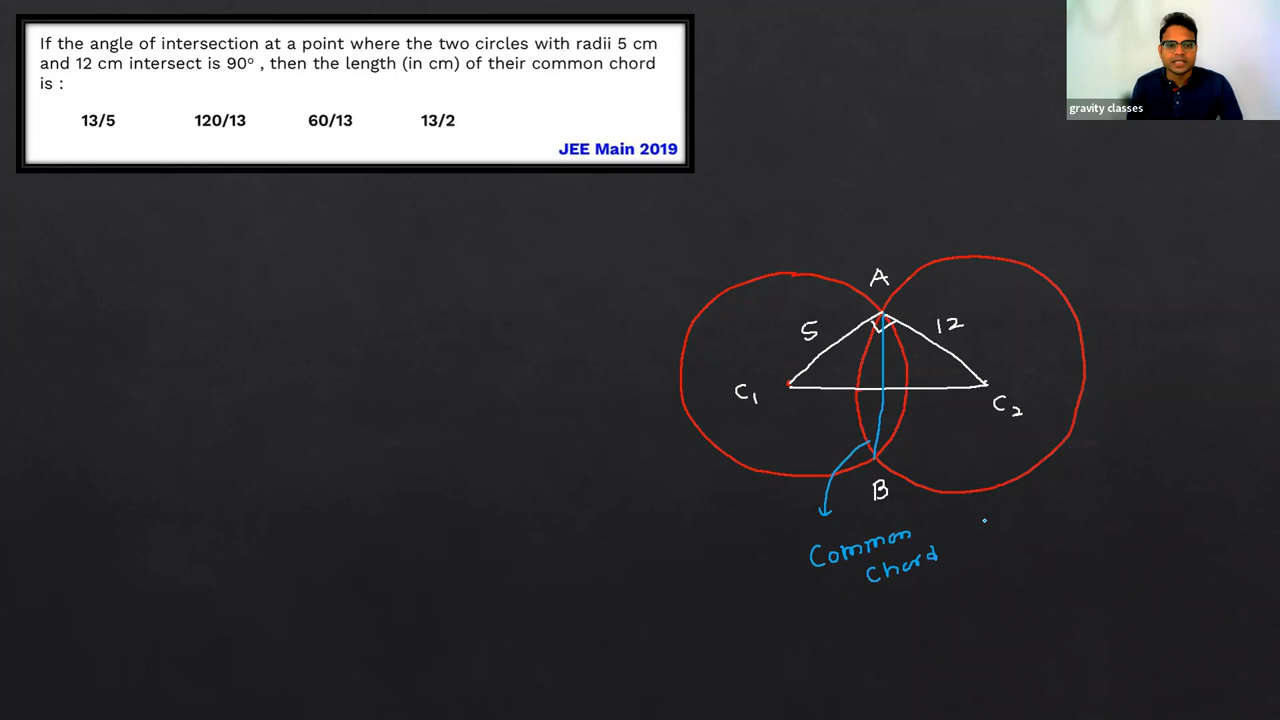 If the angle of intersection at a point where the two circles with radii 5 cm
and 12 cm intersect is 90° , then the length (in cm) of their common chord
is :
13/5 120/13 60/13 13/2
JEE Main 2019
gravity classes
A
5 12
C1 C2
B
Common
Chord